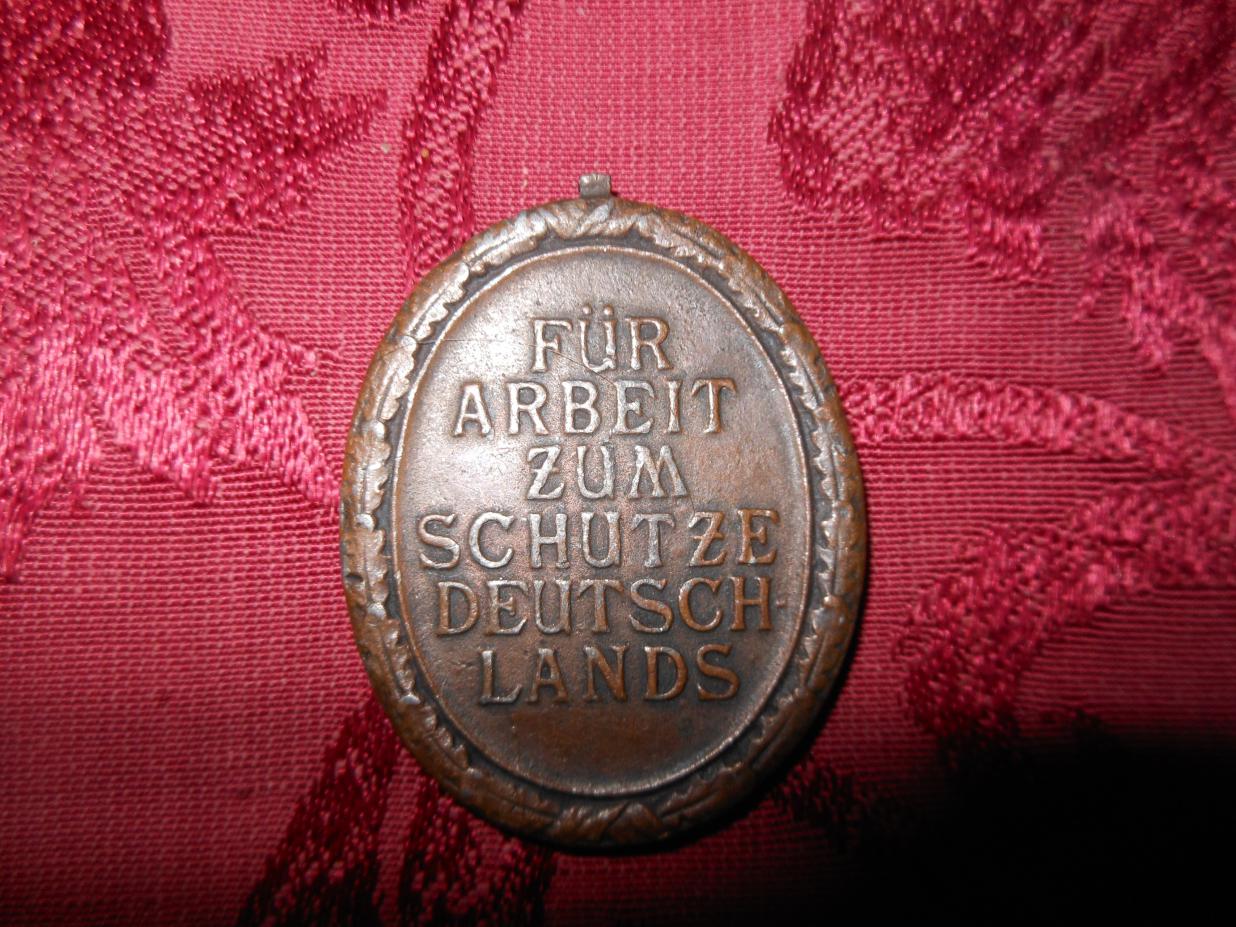 FÜR
ARBEIT
ZUM
SCHUTZE
DEUTSCH-
LANDS